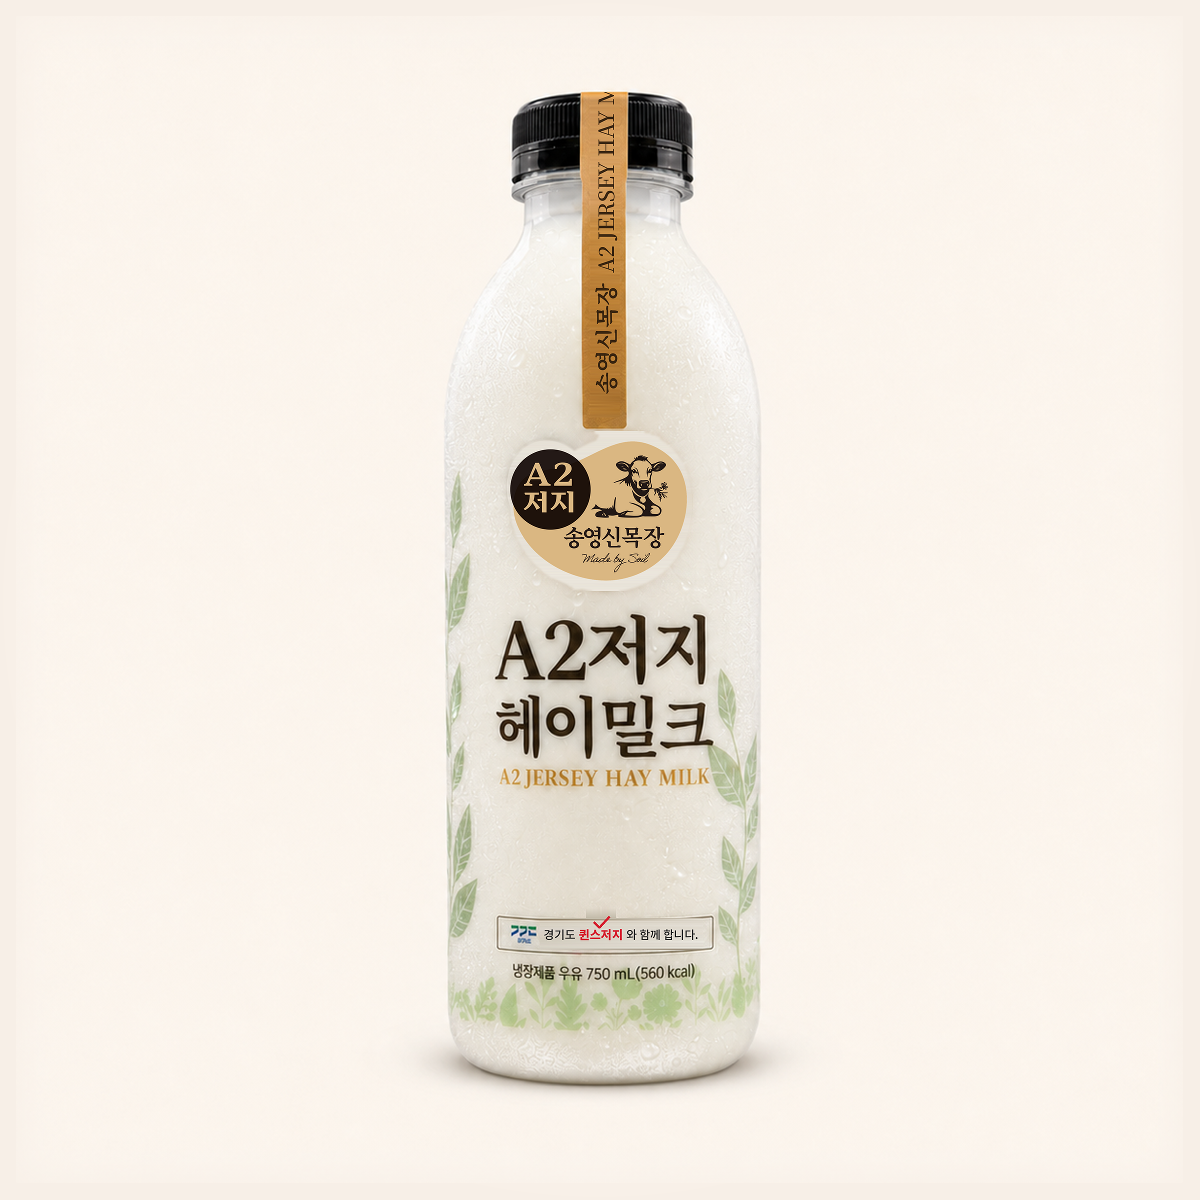 송영신목장 A2 JERSEY HAY M
A2
저지
송영신목장
Made by Soil
A2저지
헤이밀크
A2 JERSEY HAY MILK
경기도 퀸스저지 와 함께 합니다.
냉장제품 우유 750 mL(560 kcal)